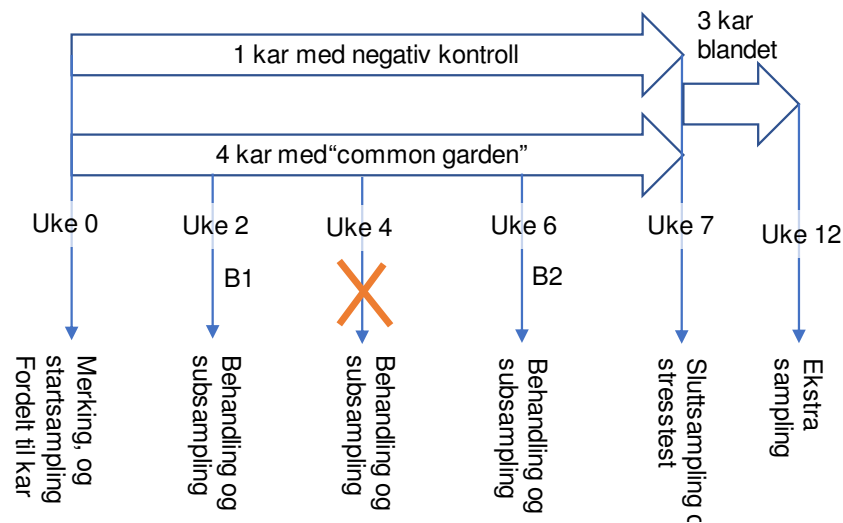 3 kar
blandet
1 kar med negativ kontroll
4 kar med“common garden”
Uke 0
Uke 2
Uke 4
Uke 6
Uke 7
Uke 12
B1
B2
Merking, og
startsampling
Fordelt til kar
Behandling og
subsampling
Behandling og
subsampling
Behandling og
subsampling
Sluttsampling
stresstest
Ekstra
sampling